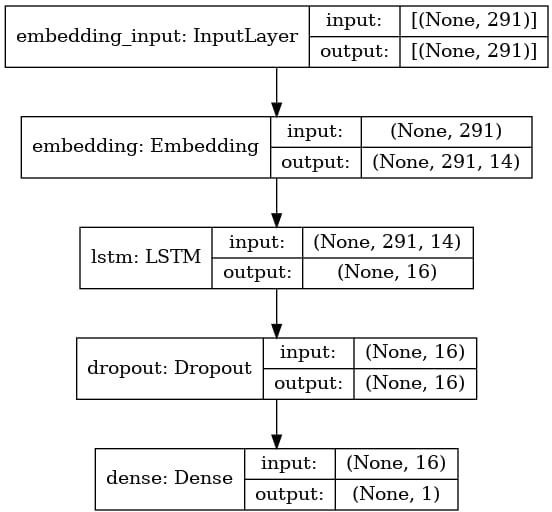 embedding_input: InputLayer
input: [(None, 291)]
output: [(None, 291)]
embedding: Embedding
input: (None, 291)
output: (None, 291, 14)
lstm: LSTM
input: (None, 291, 14)
output: (None, 16)
dropout: Dropout
input: (None, 16)
output: (None, 16)
dense: Dense
input: (None, 16)
output: (None, 1)